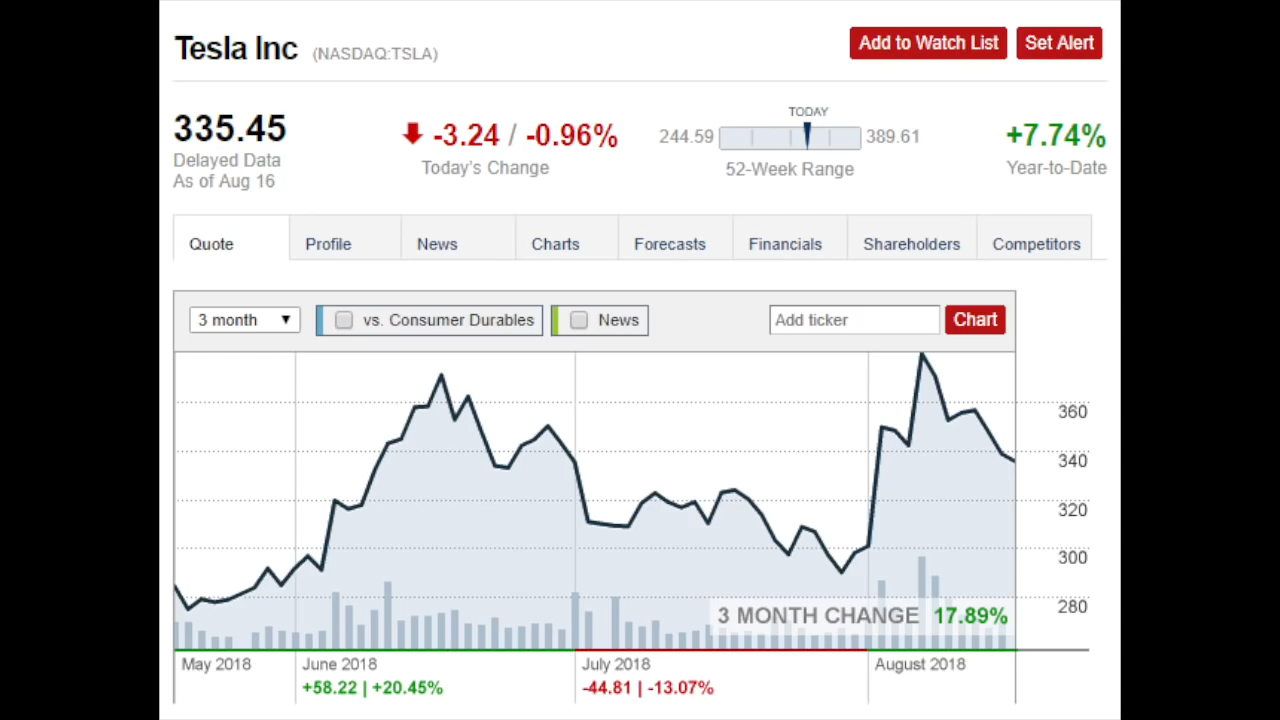 Tesla Inc (NASDAQ:TSLA)
Add to Watch List
Set Alert
335.45
Delayed Data
As of Aug 16
-3.24 / -0.96%
Today's Change
TODAY
244.59 389.61
52-Week Range
+7.74%
Year-to-Date
Quote Profile News Charts Forecasts Financials Shareholders Competitors
3 month ▼ vs. Consumer Durables News Add ticker Chart
360
340
320
300
280
3 MONTH CHANGE 17.89%
May 2018 June 2018 July 2018 August 2018
+58.22 | +20.45% -44.81 | -13.07%